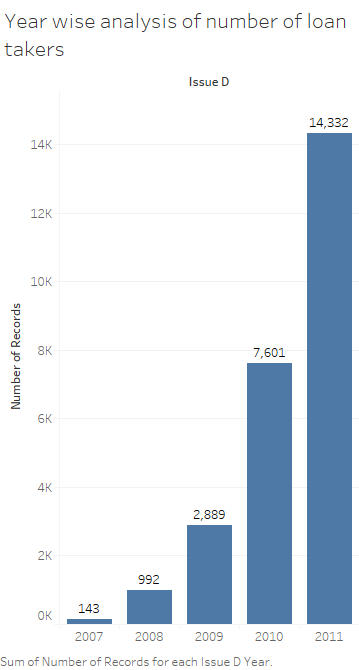 Year wise analysis of number of loan
takers
Issue D
14,332
14K
12K
10K
Number of Records
8K
7,601
6K
4K
2,889
2K
992
0K
143
2007 2008 2009 2010 2011
Sum of Number of Records for each Issue D Year.